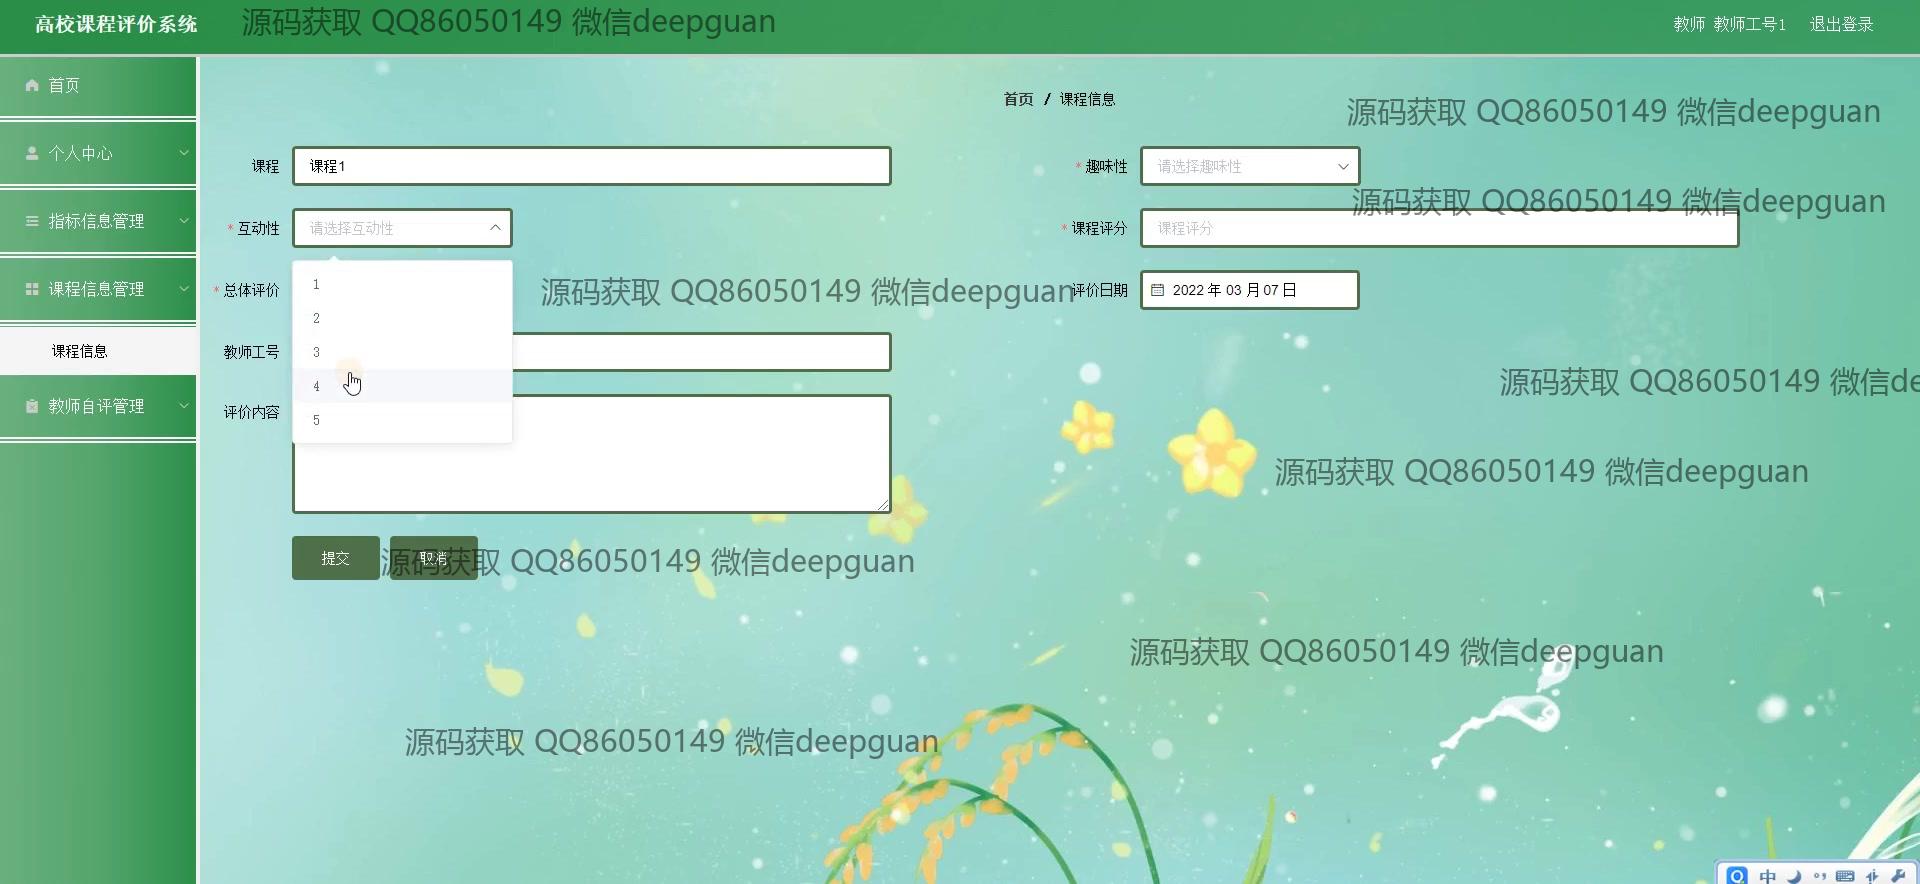 高校课程评价系统
源码获取 QQ86050149 微信deepguan
教师 教师工号1
退出登录
首页
首页 / 课程信息
源码获取 QQ86050149 微信deepguan
个人中心
课程
课程1
* 趣味性
请选择趣味性
源码获取 QQ86050149 微信deepguan
指标信息管理
* 互动性
请选择互动性
* 课程评分
课程评分
课程信息管理
* 总体评价
1
源码获取 QQ86050149 微信deepguan
评价日期
2022 年 03 月 07 日
2
课程信息
教师工号
3
4
源码获取 QQ86050149 微信de
教师自评管理
评价内容
5
源码获取 QQ86050149 微信deepguan
提交
取消
源码获取 QQ86050149 微信deepguan
源码获取 QQ86050149 微信deepguan
源码获取 QQ86050149 微信deepguan
中